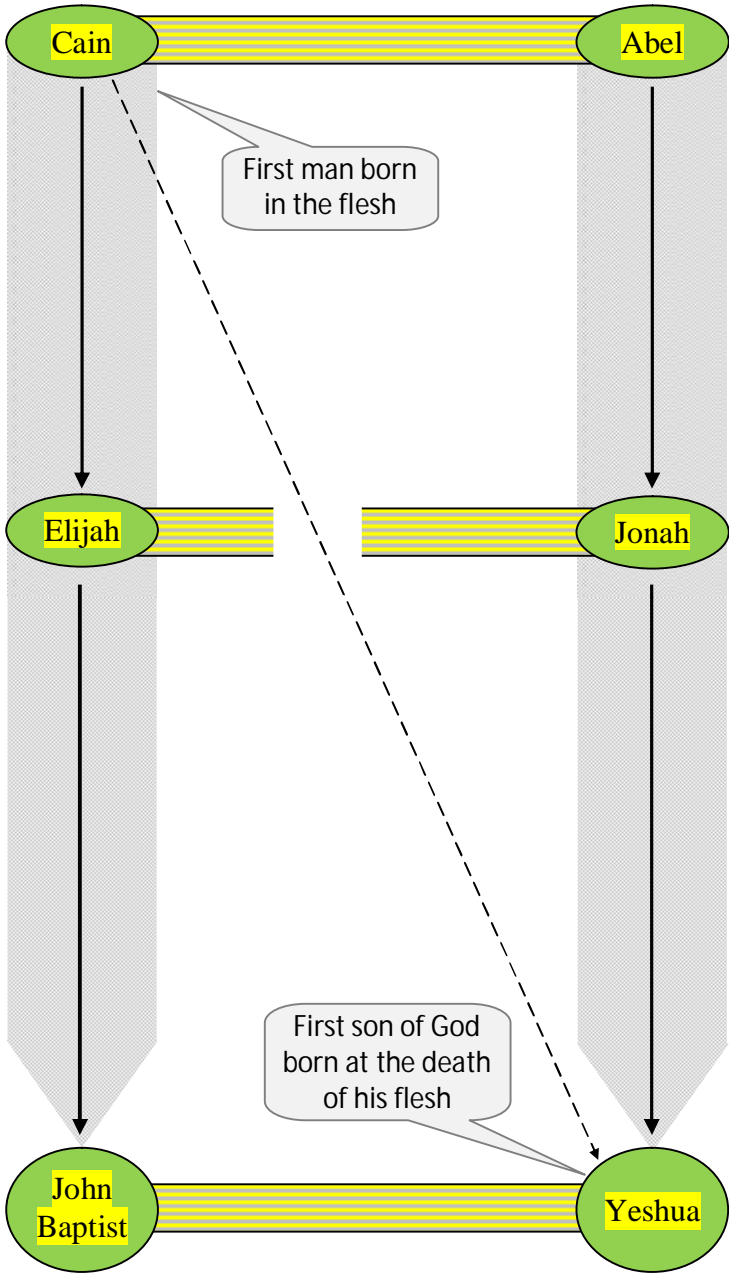 Cain
Abel
First man born
in the flesh
Elijah
Jonah
First son of God
born at the death
of his flesh
John
Baptist
Yeshua